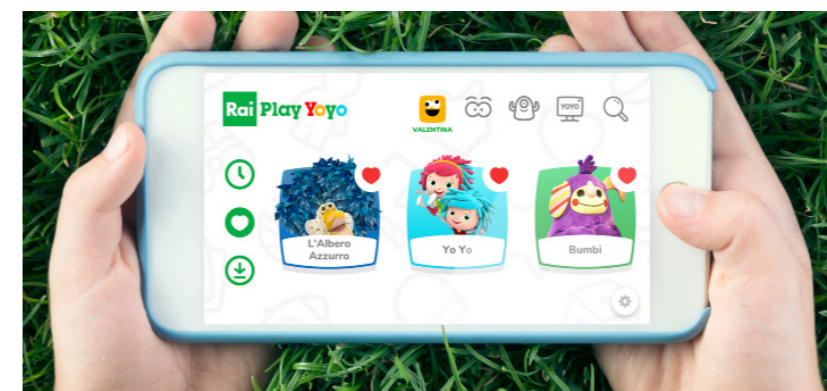 Rai Play Yoyo
VALENTINA
YOYO
L'Albero
Azzurro
Yo Yo
Bumbi